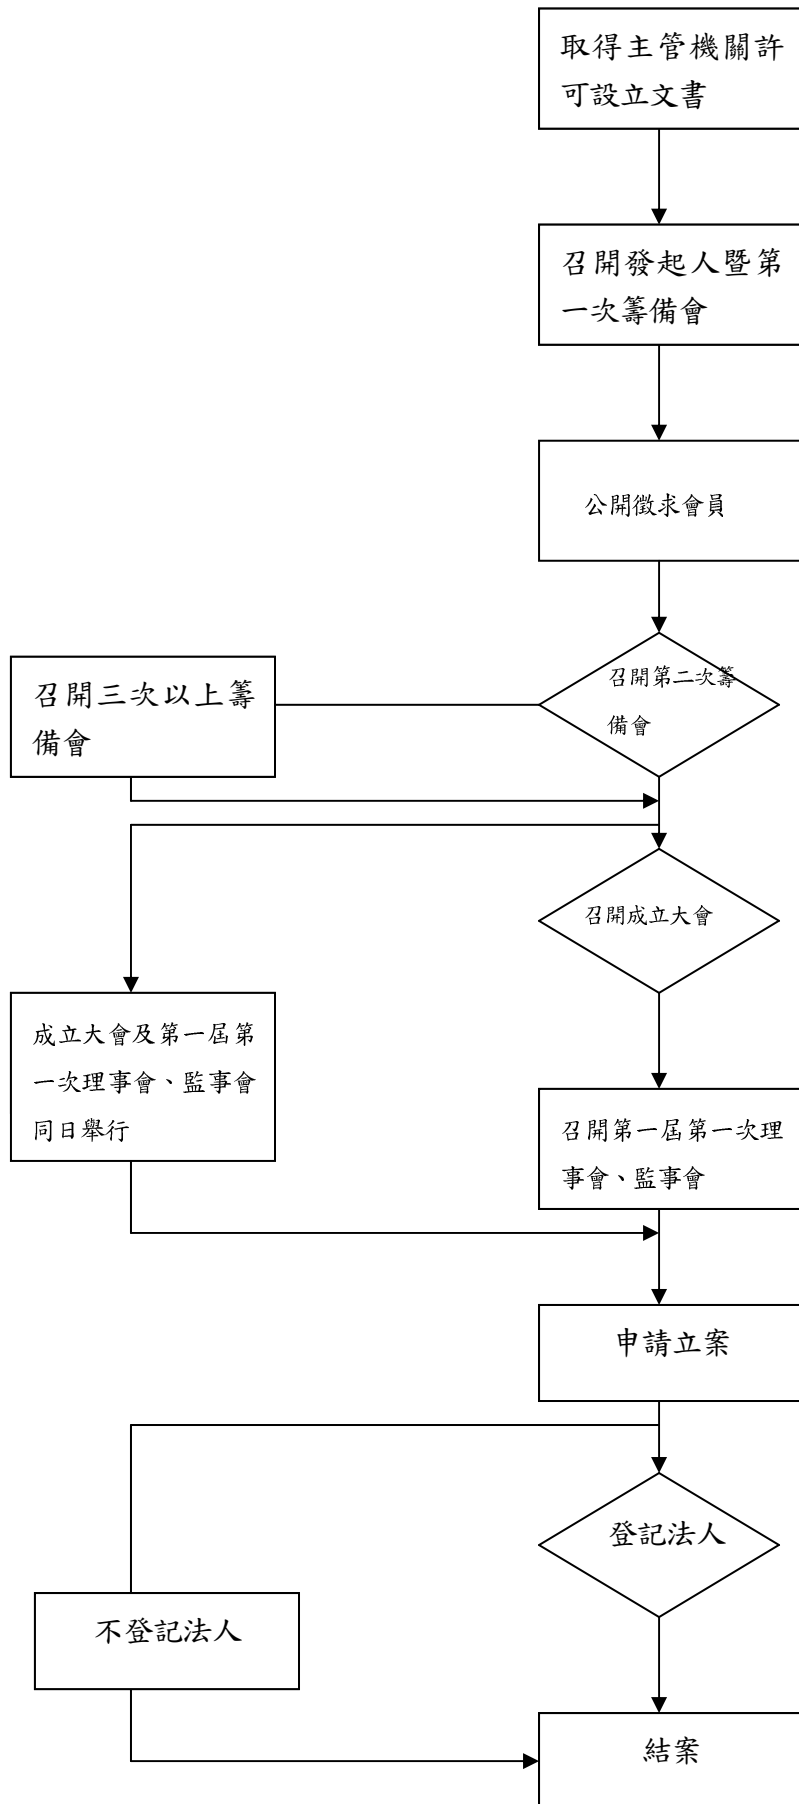 取得主管機關許
可設立文書
召開發起人暨第
一次籌備會
公開徵求會員
召開第二次籌
備會
召開三次以上籌
備會
召開成立大會
成立大會及第一屆第
一次理事會、監事會
同日舉行
召開第一屆第一次理
事會、監事會
申請立案
登記法人
不登記法人
結案